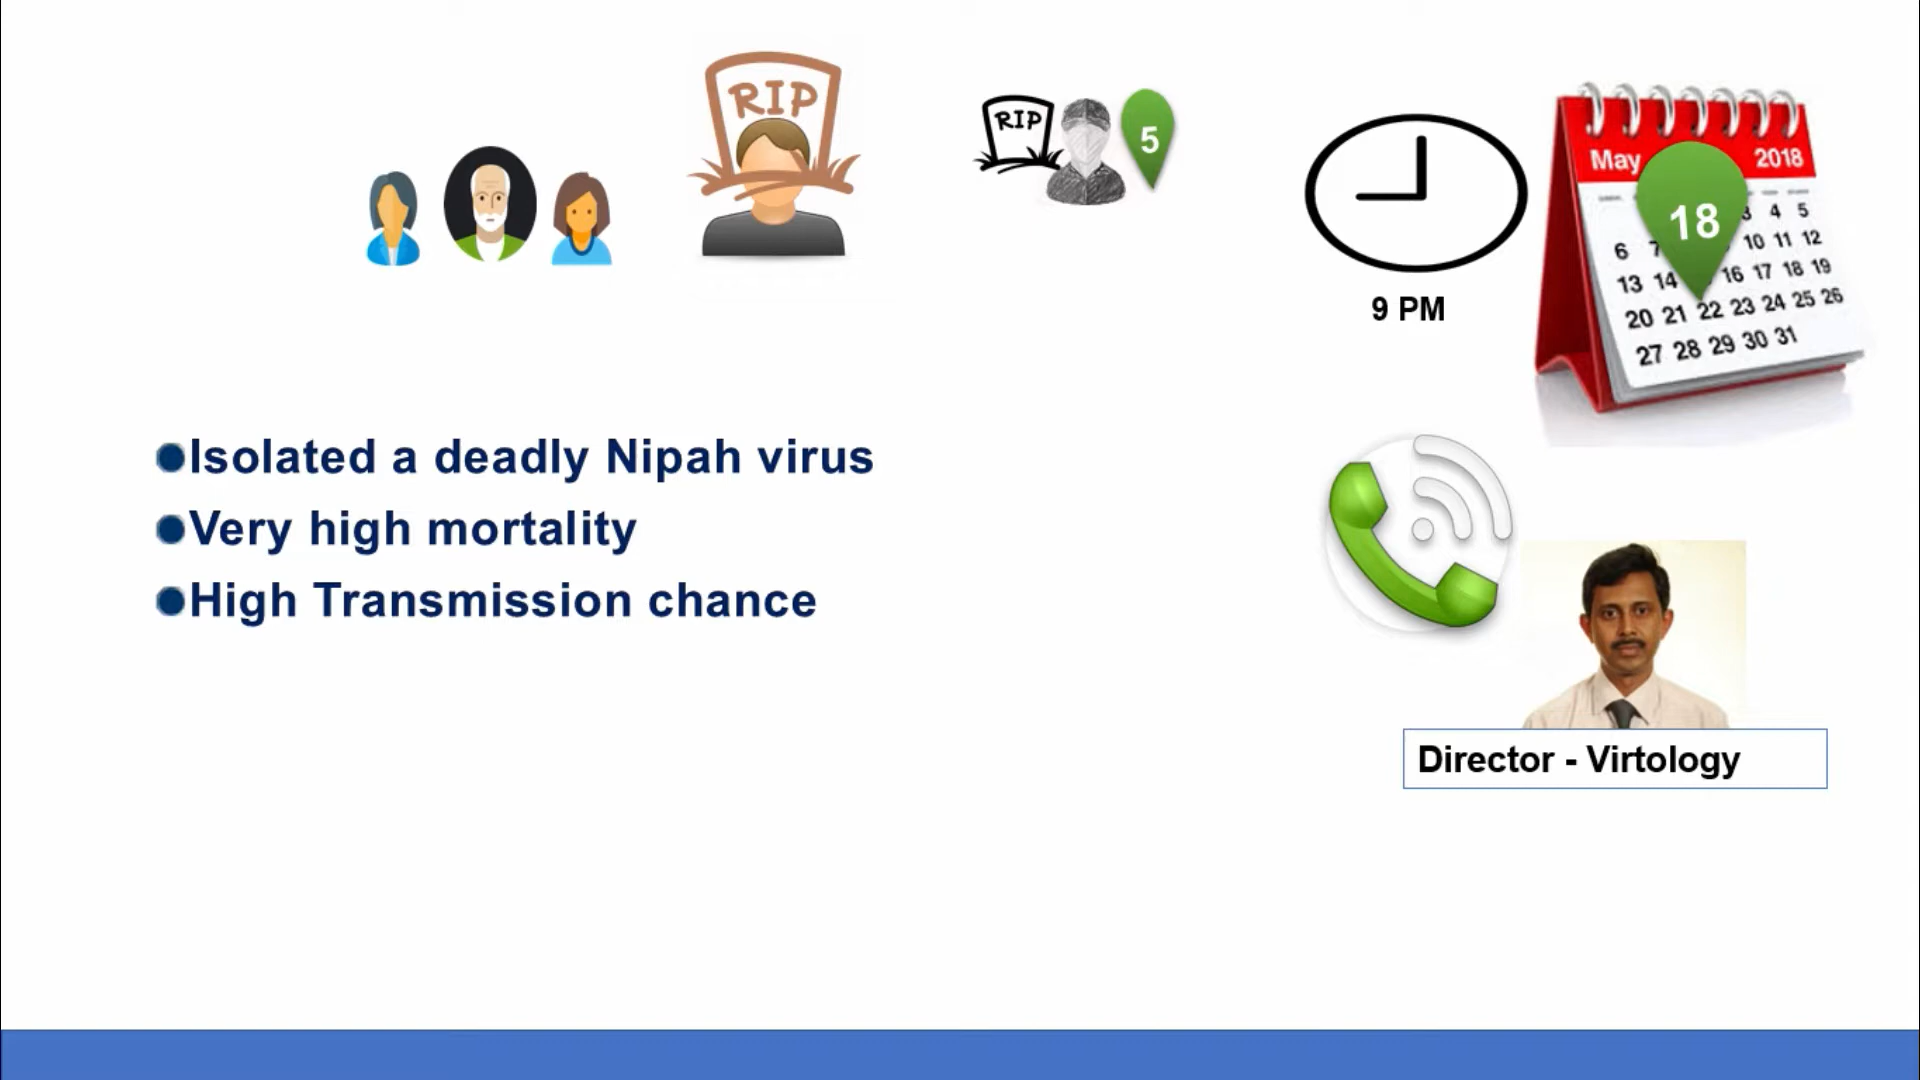 RIP
RIP
5
May 2018
18
3 4 5
6 7 10 11 12
13 14 16 17 18 19
20 21 22 23 24 25 26
27 28 29 30 31
9 PM
Isolated a deadly Nipah virus
Very high mortality
High Transmission chance
Director - Virtology